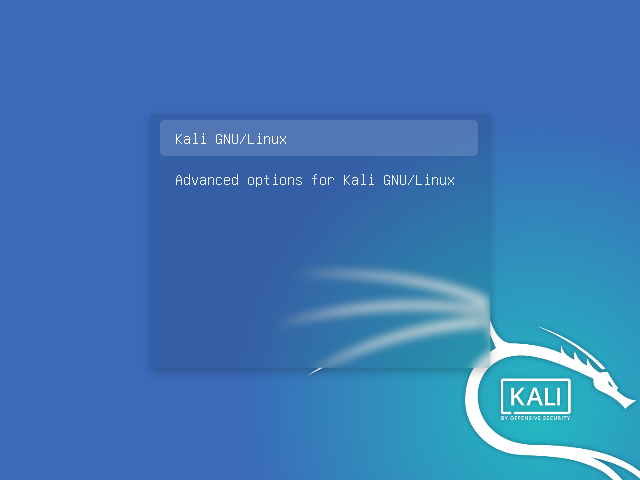 Kali GNU/Linux
Advanced options for Kali GNU/Linux
KALI
BY OFFENSIVE SECURITY